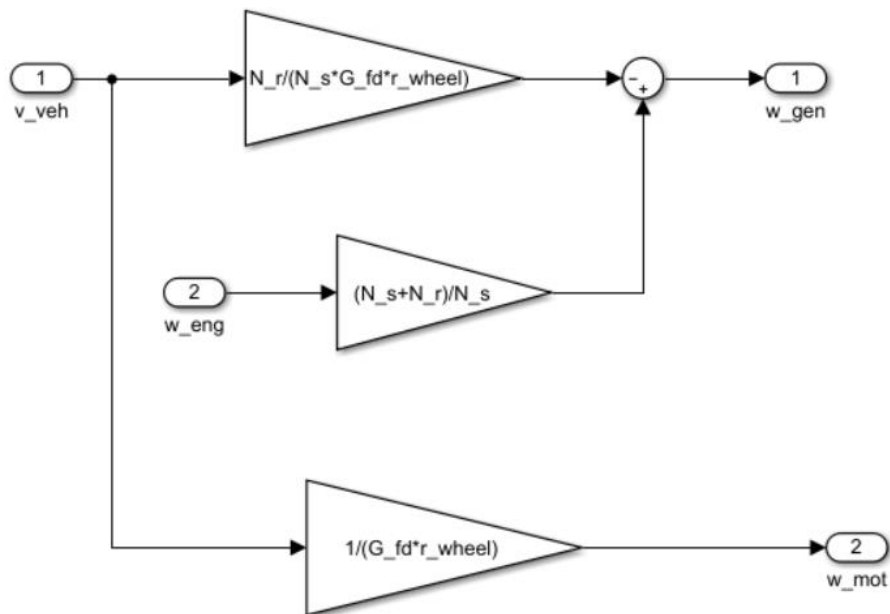 1
v_veh
N_r/(N_s*G_fd*r_wheel)
−
+
1
w_gen
2
w_eng
(N_s+N_r)/N_s
1/(G_fd*r_wheel)
2
w_mot